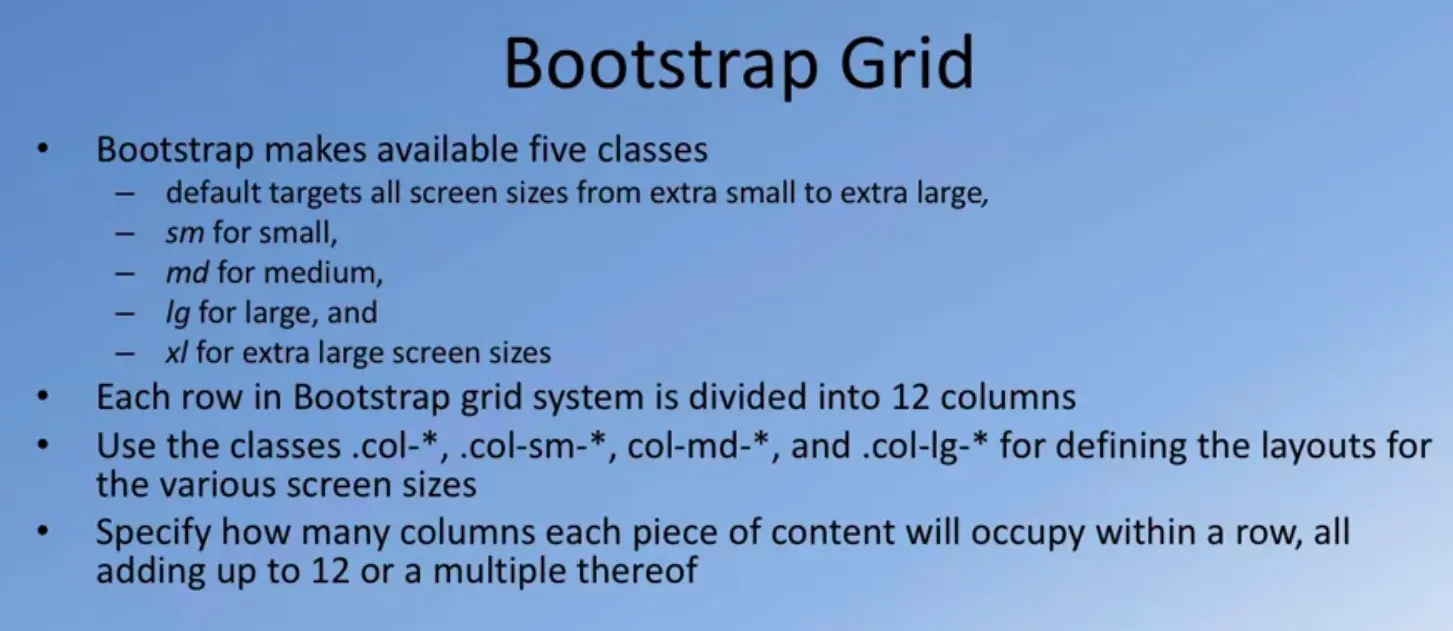 Bootstrap Grid
• Bootstrap makes available five classes
– default targets all screen sizes from extra small to extra large,
– sm for small,
– md for medium,
– lg for large, and
– xl for extra large screen sizes
• Each row in Bootstrap grid system is divided into 12 columns
• Use the classes .col-*, .col-sm-*, col-md-*, and .col-lg-* for defining the layouts for
the various screen sizes
• Specify how many columns each piece of content will occupy within a row, all
adding up to 12 or a multiple thereof